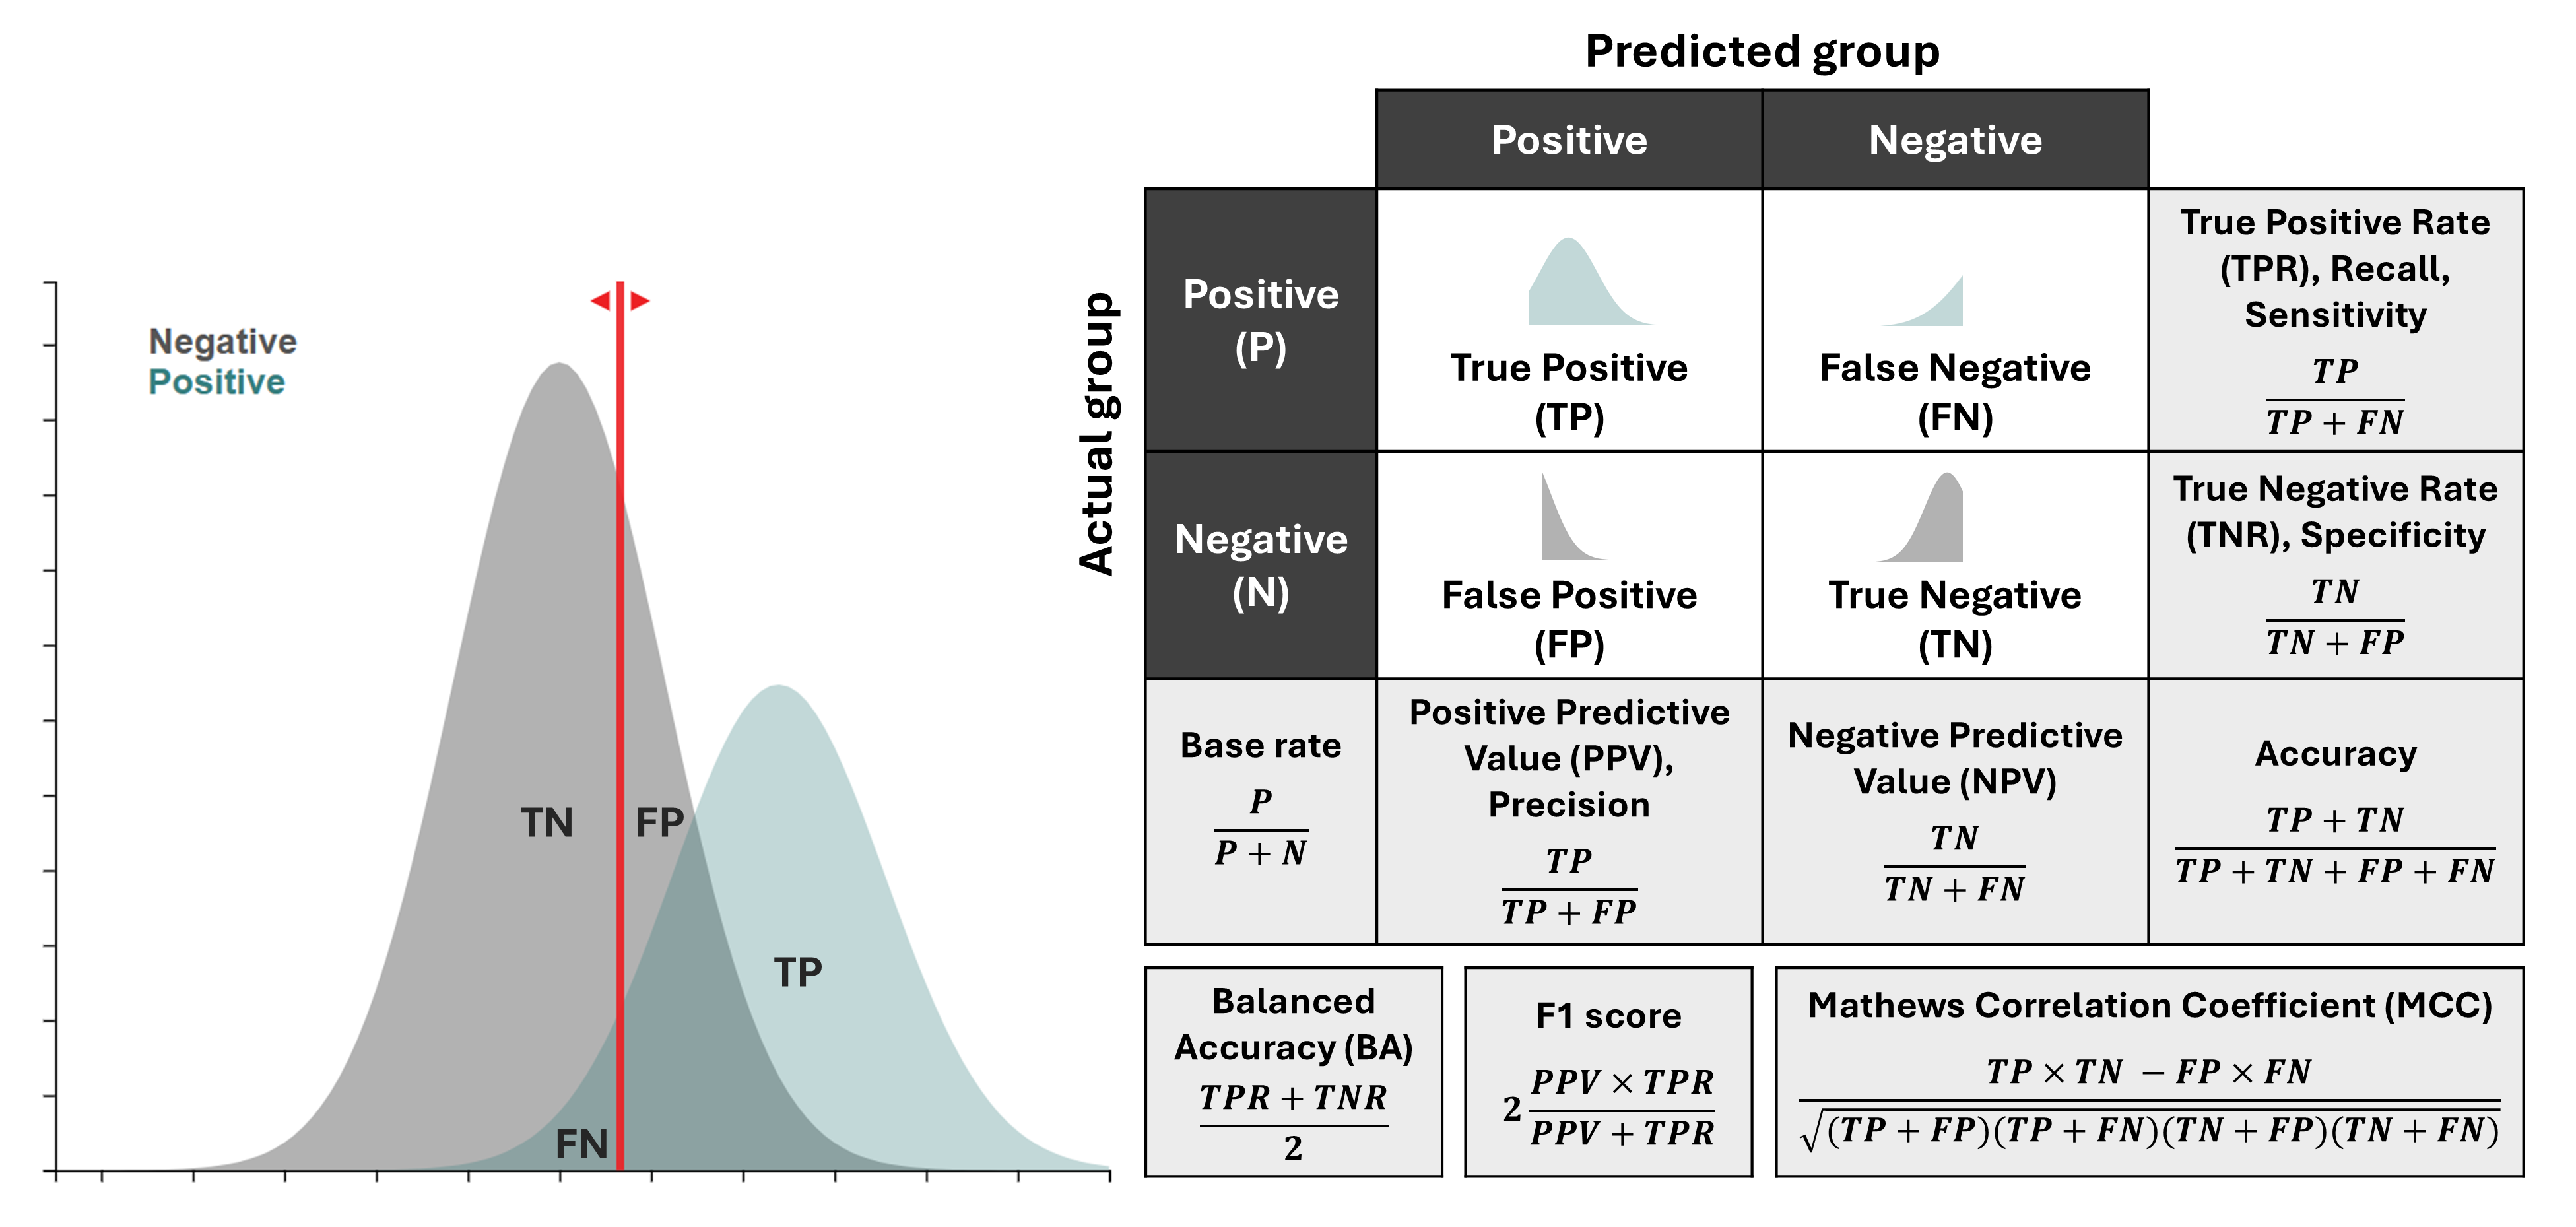 Negative
Positive
TN
FP
TP
FN
Predicted group
Actual group
Positive
Negative
Positive
(P)
True Positive
(TP)
False Negative
(FN)
True Positive Rate
(TPR), Recall,
Sensitivity
TP
TP + FN
Negative
(N)
False Positive
(FP)
True Negative
(TN)
True Negative Rate
(TNR), Specificity
TN
TN + FP
Base rate
P
P + N
Positive Predictive
Value (PPV),
Precision
TP
TP + FP
Negative Predictive
Value (NPV)
TN
TN + FN
Accuracy
TP + TN
TP + TN + FP + FN
Balanced
Accuracy (BA)
TPR + TNR
2
F1 score
2 PPV × TPR
PPV + TPR
Mathews Correlation Coefficient (MCC)
TP × TN − FP × FN
√(TP + FP)(TP + FN)(TN + FP)(TN + FN)